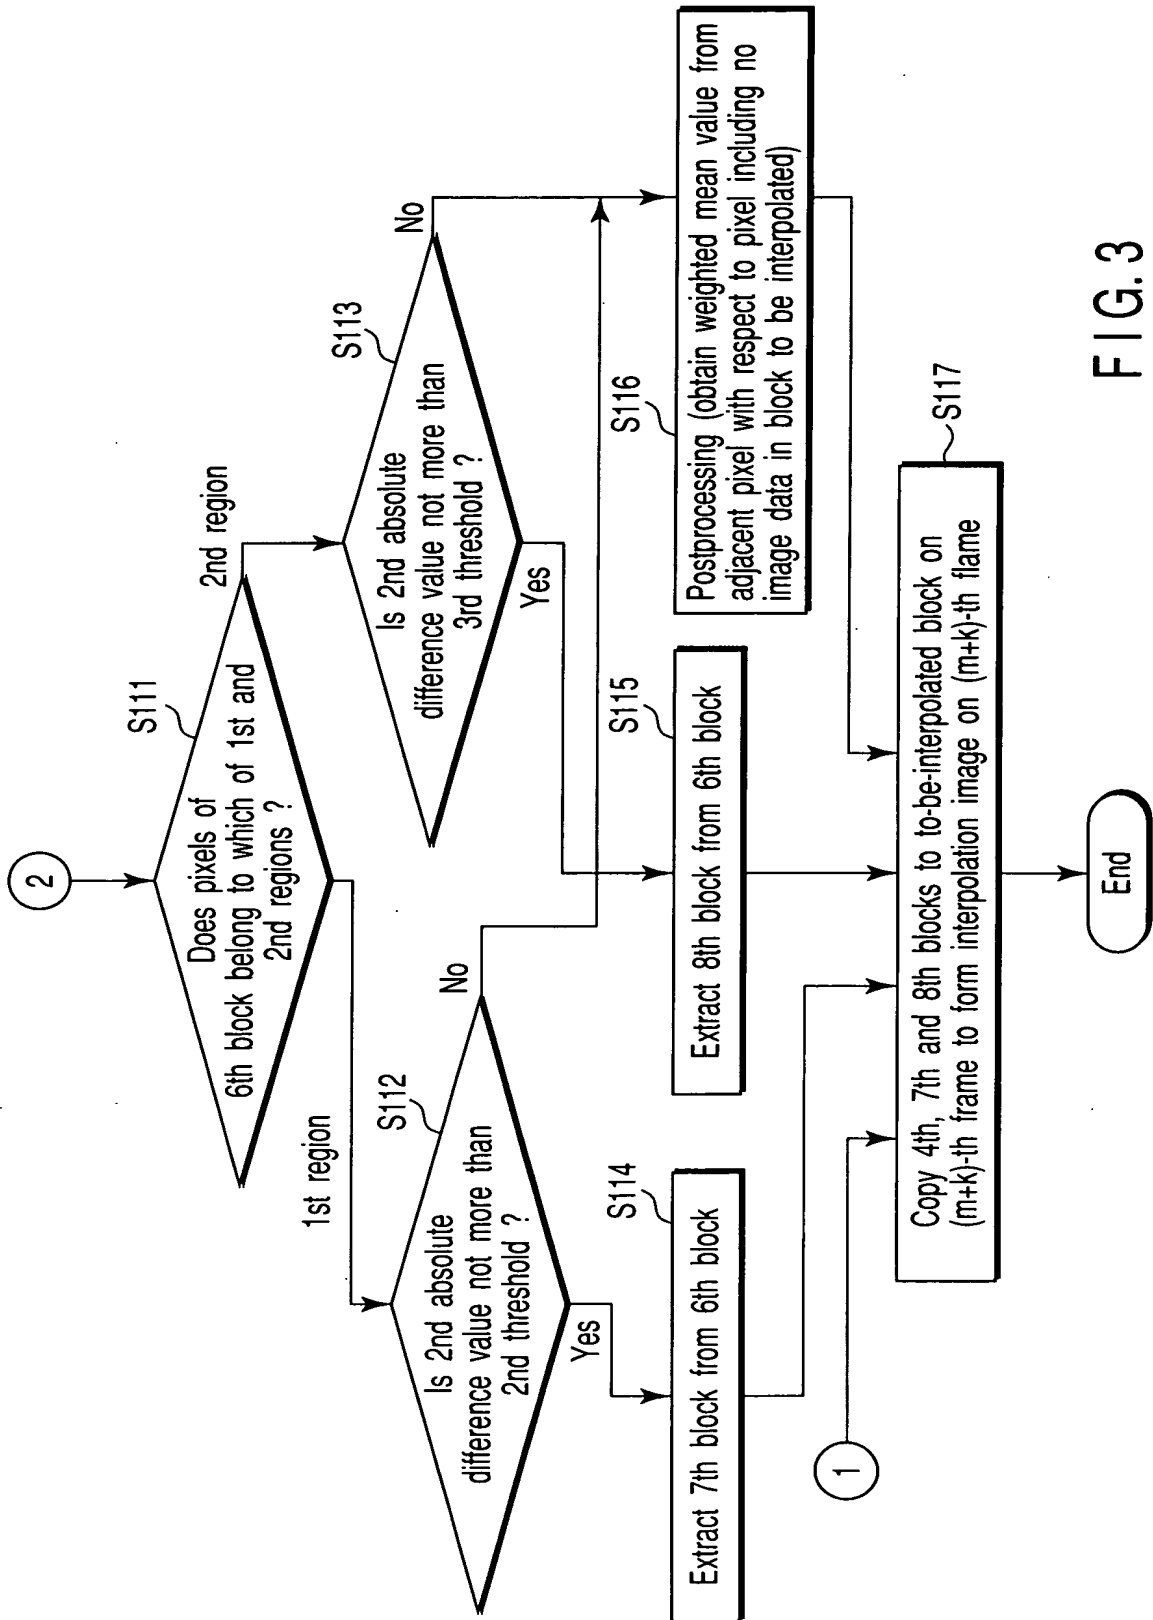 2
S111
Does pixels of
6th block belong to which of 1st and
2nd regions ?
1st region
2nd region
S112
Is 2nd absolute
difference value not more than
2nd threshold ?
Yes
No
S113
Is 2nd absolute
difference value not more than
3rd threshold ?
Yes
No
S114
Extract 7th block from 6th block
S115
Extract 8th block from 6th block
S116
Postprocessing (obtain weighted mean value from
adjacent pixel with respect to pixel including no
image data in block to be interpolated)
1
S117
Copy 4th, 7th and 8th blocks to to-be-interpolated block on
(m+k)-th frame to form interpolation image on (m+k)-th flame
End
FIG. 3